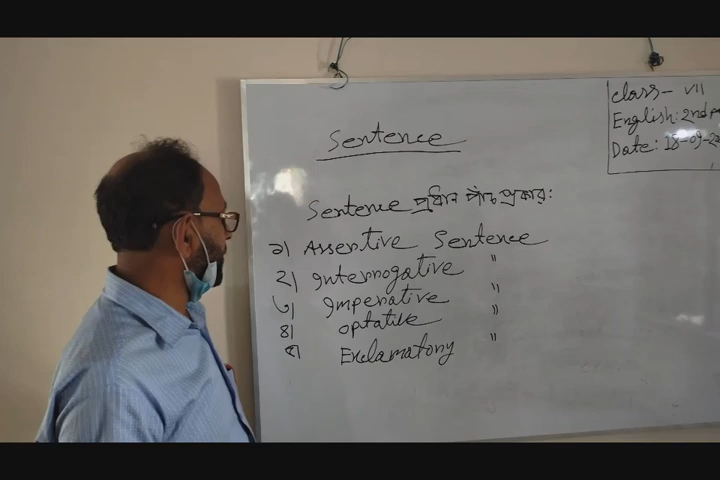 Class- VII
English: 2nd
Date: 18-09-
Sentence
Sentence প্রধান পাঁচ প্রকার:
১| Assertive Sentence
২| Interrogative "
৩| Imperative "
৪| Optative "
৫| Exclamatory "